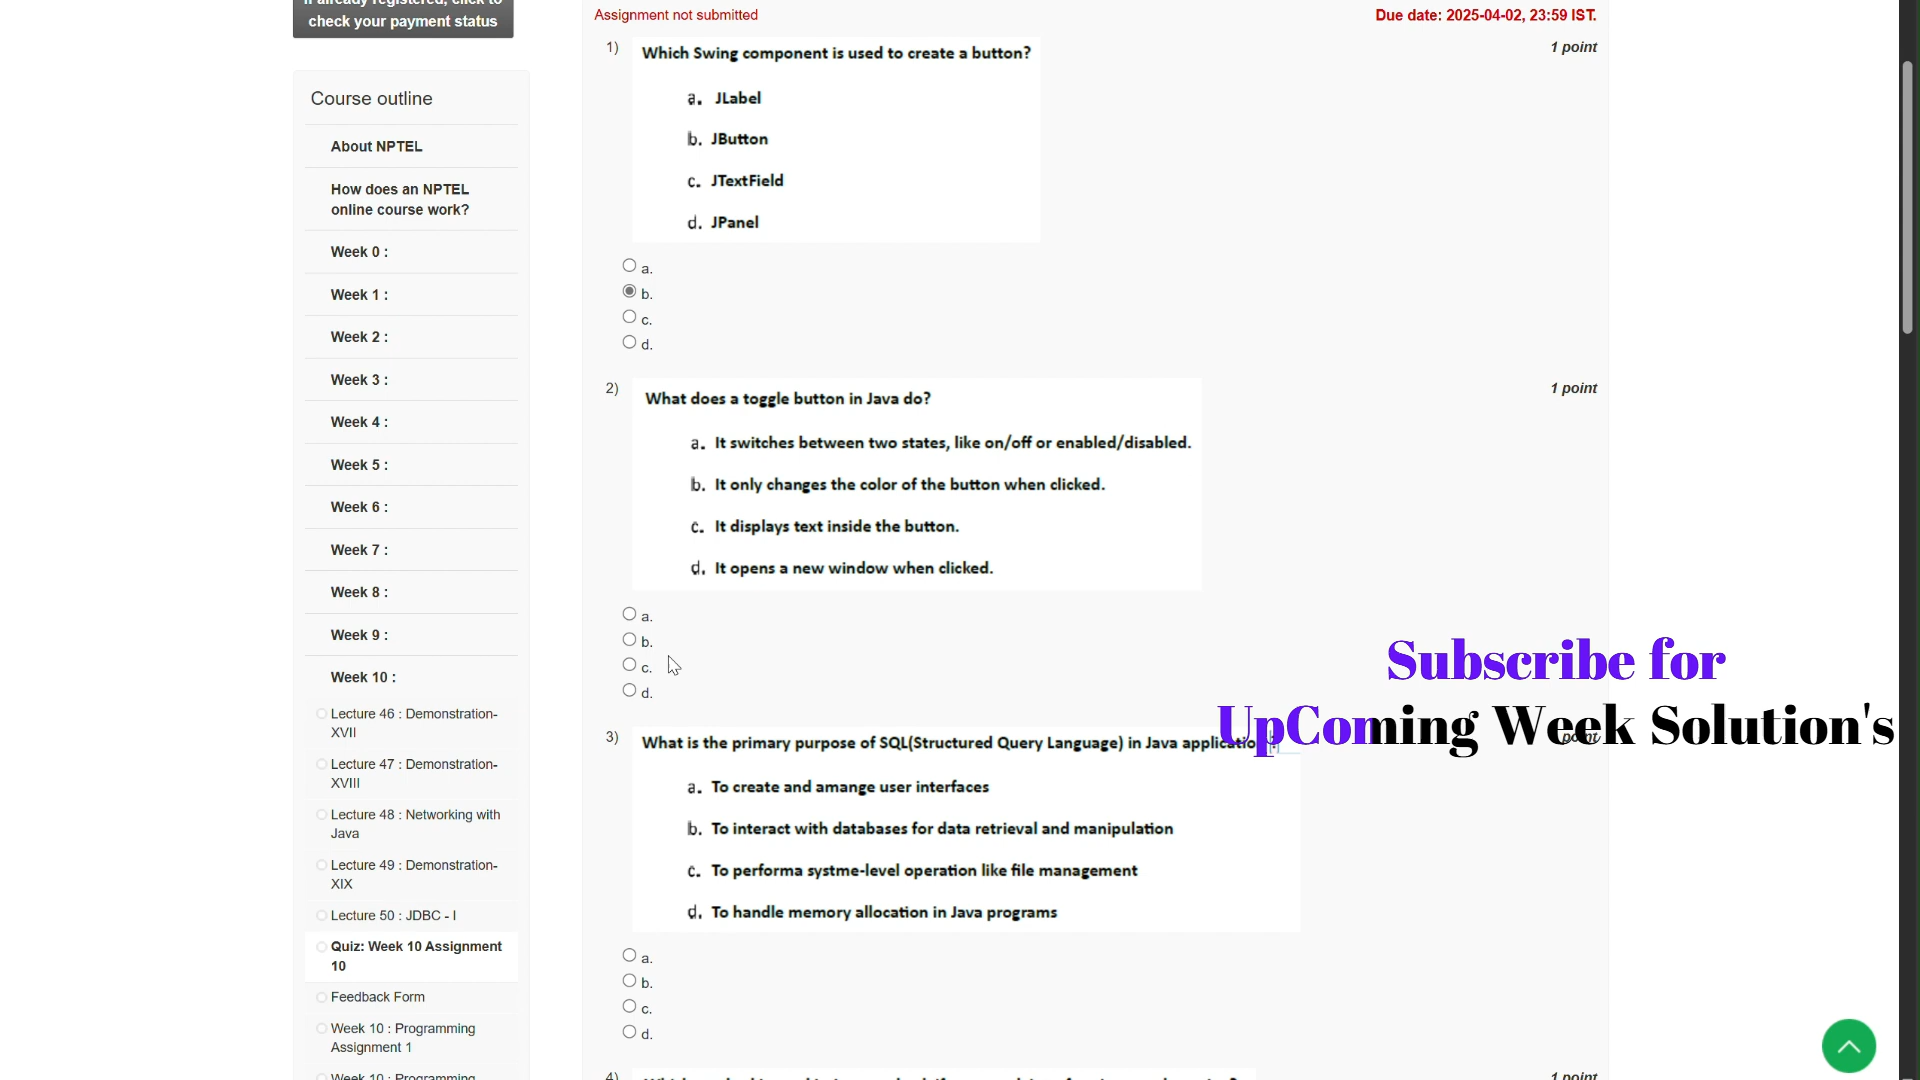 check your payment status
Course outline
About NPTEL
How does an NPTEL
online course work?
Week 0 :
Week 1 :
Week 2 :
Week 3 :
Week 4 :
Week 5 :
Week 6 :
Week 7 :
Week 8 :
Week 9 :
Week 10 :
Lecture 46 : Demonstration-
XVII
Lecture 47 : Demonstration-
XVIII
Lecture 48 : Networking with
Java
Lecture 49 : Demonstration-
XIX
Lecture 50 : JDBC - I
Quiz: Week 10 Assignment
10
Feedback Form
Week 10 : Programming
Assignment 1
Week 10 : Programming
Assignment not submitted
Due date: 2025-04-02, 23:59 IST.
1) Which Swing component is used to create a button? 1 point
a. JLabel
b. JButton
c. JTextField
d. JPanel
a.
b.
c.
d.
2) What does a toggle button in Java do? 1 point
a. It switches between two states, like on/off or enabled/disabled.
b. It only changes the color of the button when clicked.
c. It displays text inside the button.
d. It opens a new window when clicked.
a.
b.
c.
d.
Subscribe for
UpComing Week Solution's
3) What is the primary purpose of SQL(Structured Query Language) in Java point
a. To create and amange user interfaces
b. To interact with databases for data retrieval and manipulation
c. To performa systme-level operation like file management
d. To handle memory allocation in Java programs
a.
b.
c.
d.
4) 1 point